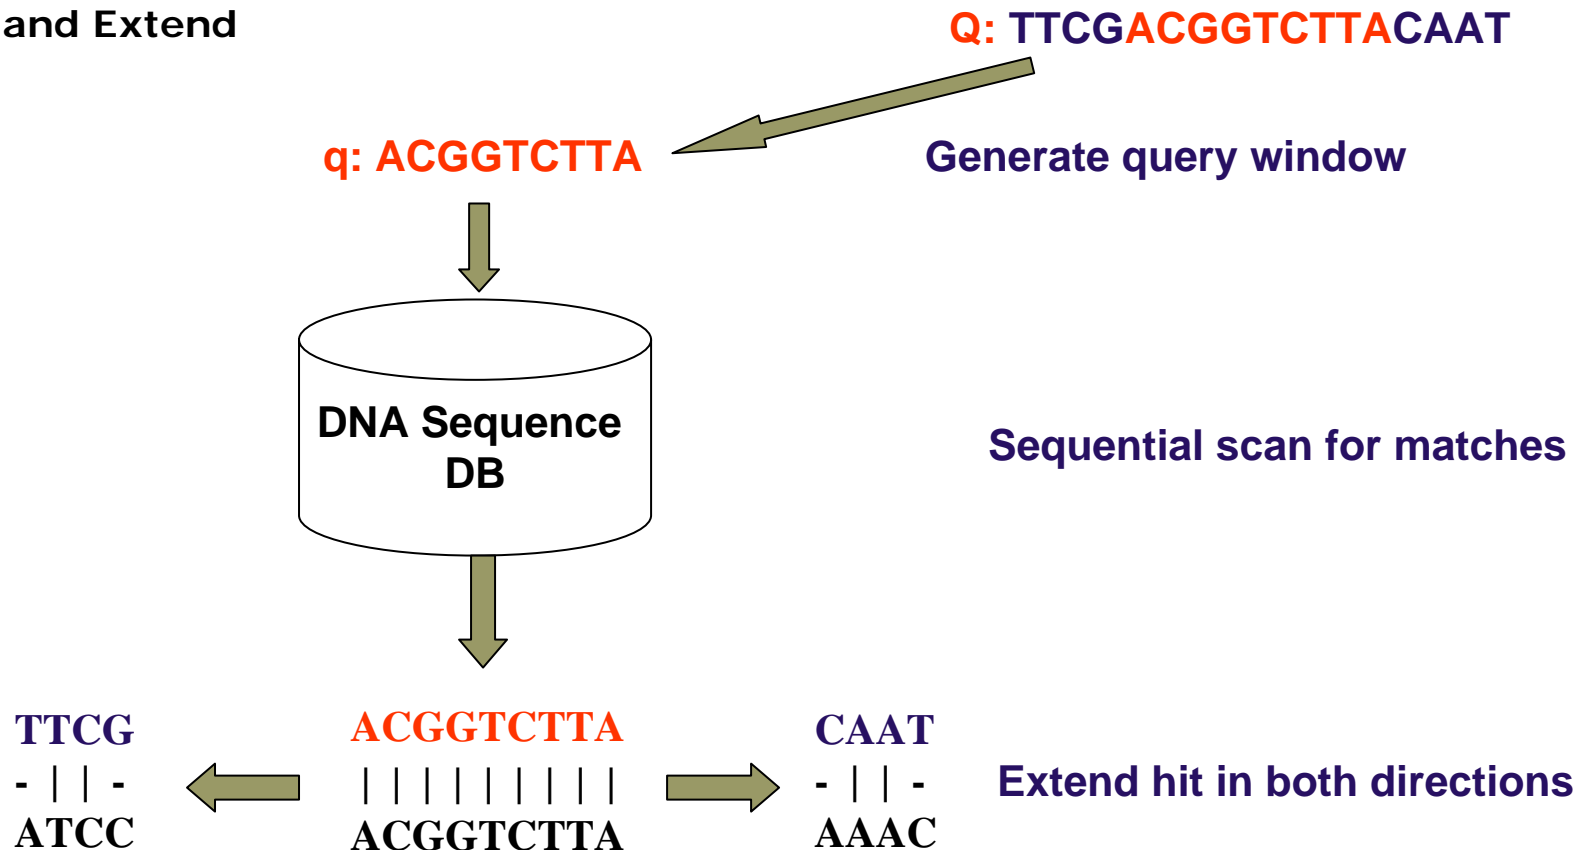 and Extend
Q: TTCGACGGTCTTACAAT
q: ACGGTCTTA
Generate query window
DNA Sequence
DB
Sequential scan for matches
TTCG
- | | -
ATCC
ACGGTCTTA
| | | | | | | | |
ACGGTCTTA
CAAT
- | | -
AAAC
Extend hit in both directions